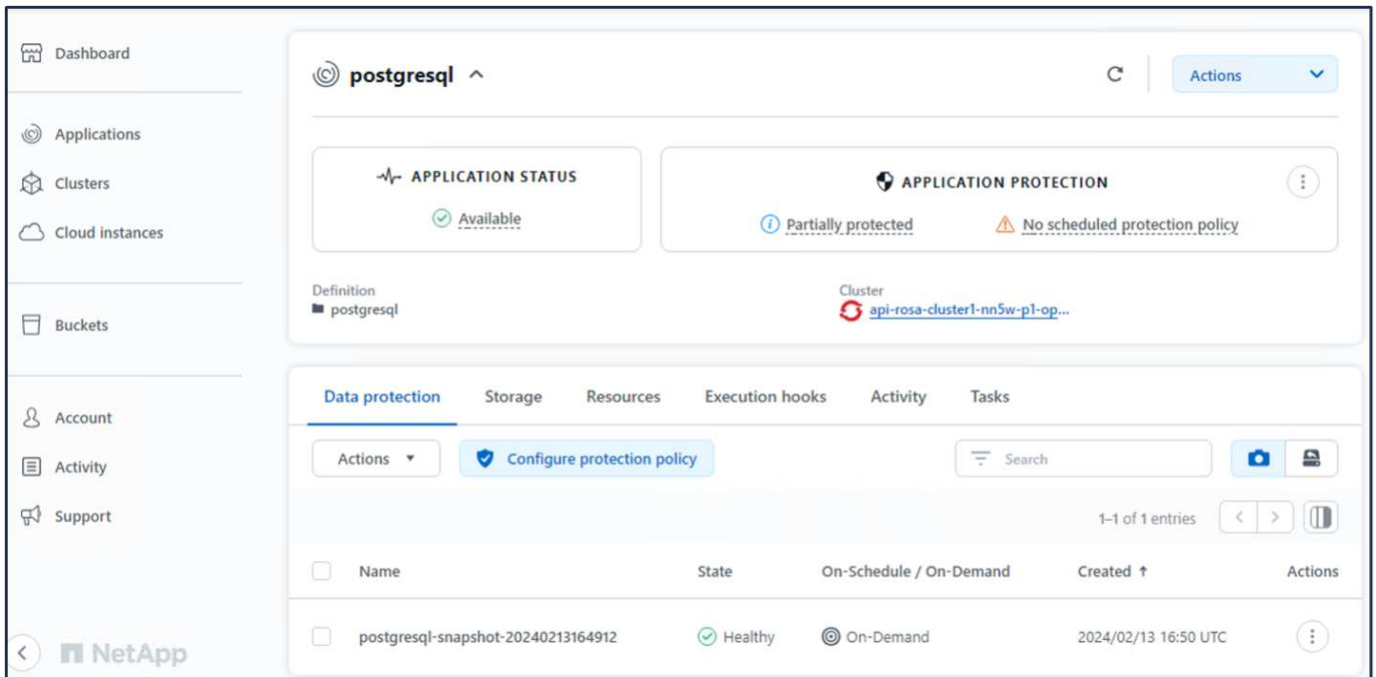 Dashboard
Applications
Clusters
Cloud instances
Buckets
Account
Activity
Support
NetApp
postgresql
Actions
APPLICATION STATUS
Available
APPLICATION PROTECTION
Partially protected
No scheduled protection policy
Definition
postgresql
Cluster
api-rosa-cluster1-nn5w-p1-op...
Data protection Storage Resources Execution hooks Activity Tasks
Actions Configure protection policy Search
1–1 of 1 entries
Name State On-Schedule / On-Demand Created ↑ Actions
postgresql-snapshot-20240213164912 Healthy On-Demand 2024/02/13 16:50 UTC